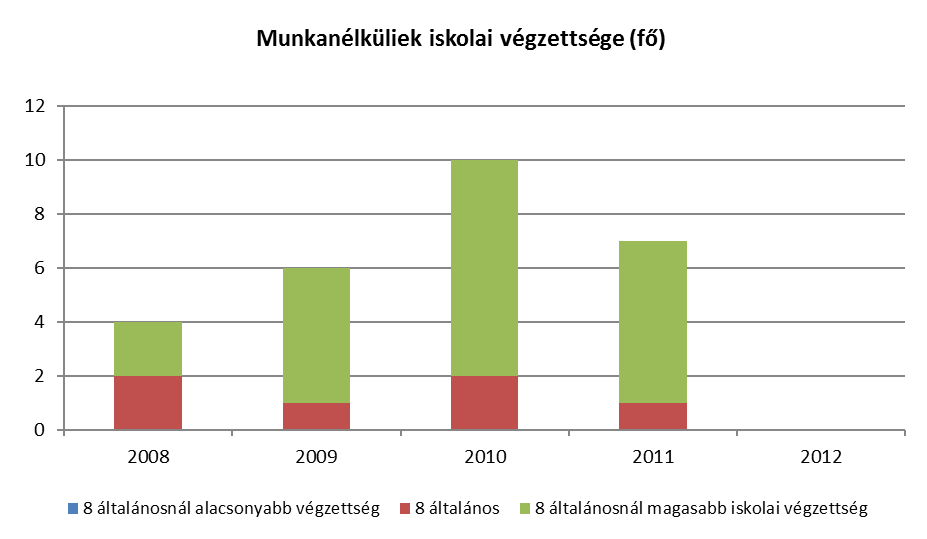 Munkanélküliek iskolai végzettsége (fő)
12
10
8
6
4
2
0
2008 2009 2010 2011 2012
8 általánosnál alacsonyabb végzettség 8 általános 8 általánosnál magasabb iskolai végzettség